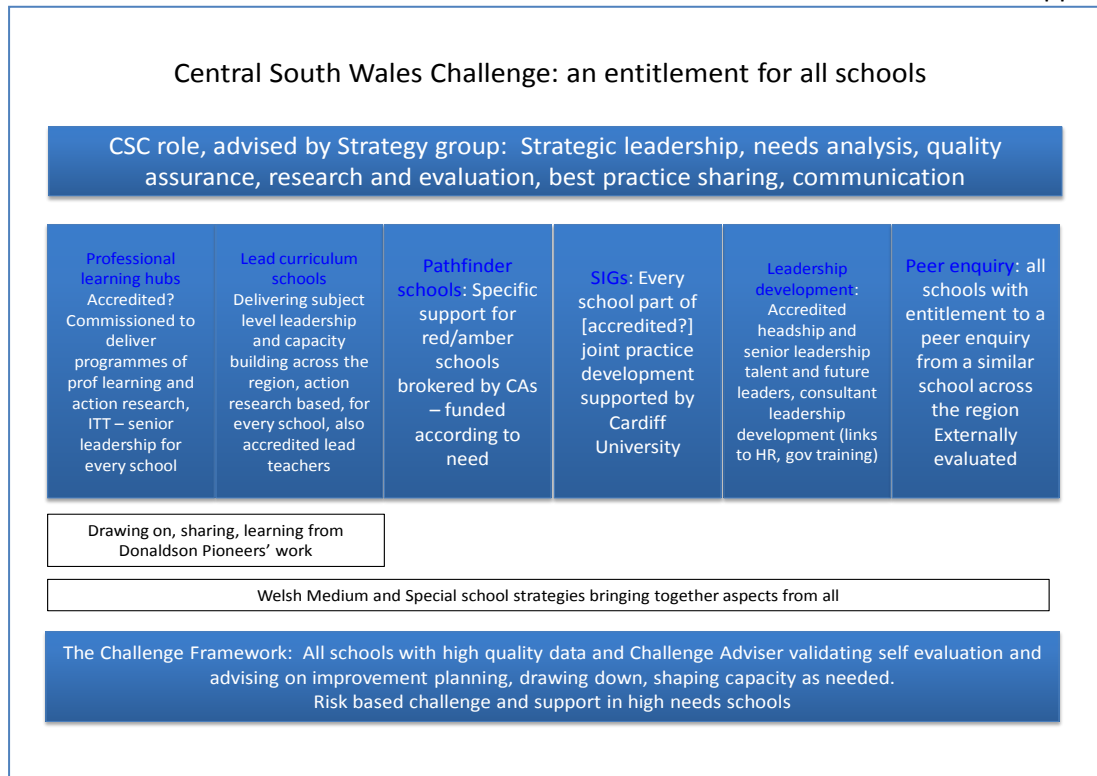 Central South Wales Challenge: an entitlement for all schools
CSC role, advised by Strategy group:  Strategic leadership, needs analysis, quality
assurance, research and evaluation, best practice sharing, communication
Professional
learning hubs
Accredited?
Commissioned to
deliver
programmes of
prof learning and
action research,
ITT – senior
leadership for
every school
Lead curriculum
schools
Delivering subject
level leadership
and capacity
building across the
region, action
research based, for
every school, also
accredited lead
teachers
Pathfinder
schools: Specific
support for
red/amber
schools
brokered by CAs
– funded
according to
need
SIGs: Every
school part of
[accredited?]
joint practice
development
supported by
Cardiff
University
Leadership
development:
Accredited
headship and
senior leadership
talent and future
leaders, consultant
leadership
development (links
to HR, gov training)
Peer enquiry: all
schools with
entitlement to a
peer enquiry
from a similar
school across
the region
Externally
evaluated
Drawing on, sharing, learning from
Donaldson Pioneers’ work
Welsh Medium and Special school strategies bringing together aspects from all
The Challenge Framework:  All schools with high quality data and Challenge Adviser validating self evaluation and
advising on improvement planning, drawing down, shaping capacity as needed.
Risk based challenge and support in high needs schools